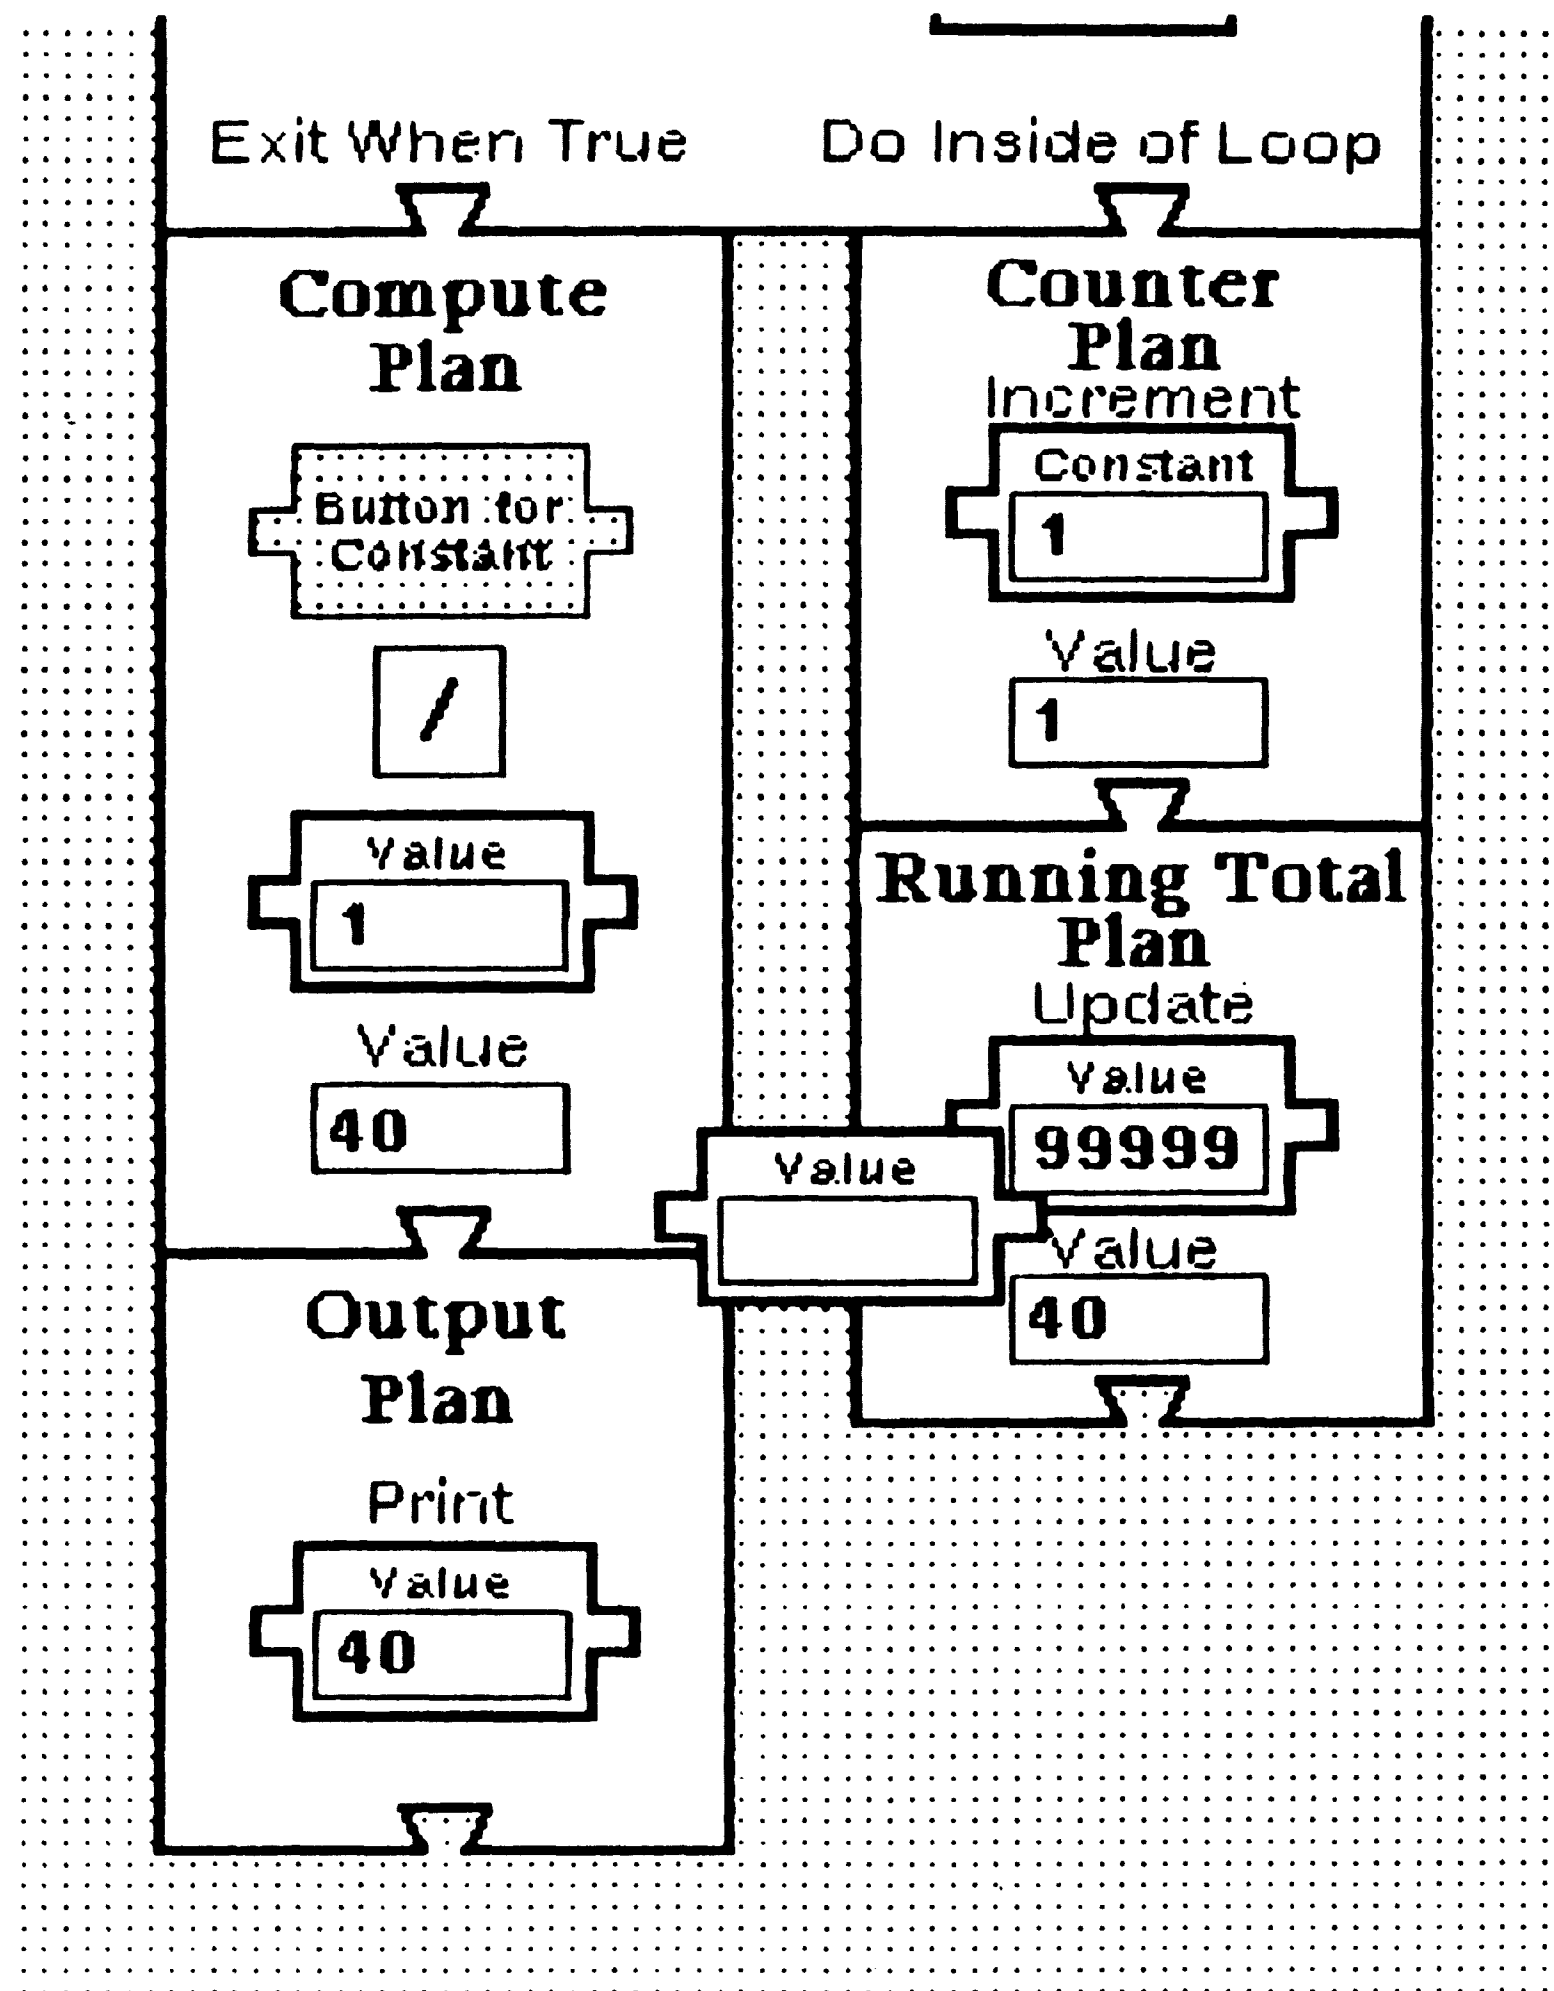 Exit When True
Do Inside of Loop
Compute
Plan
Button for
Constant
/
Value
1
Value
40
Output
Plan
Print
Value
40
Value
Counter
Plan
Increment
Constant
1
Value
1
Running Total
Plan
Update
Value
99999
Value
40